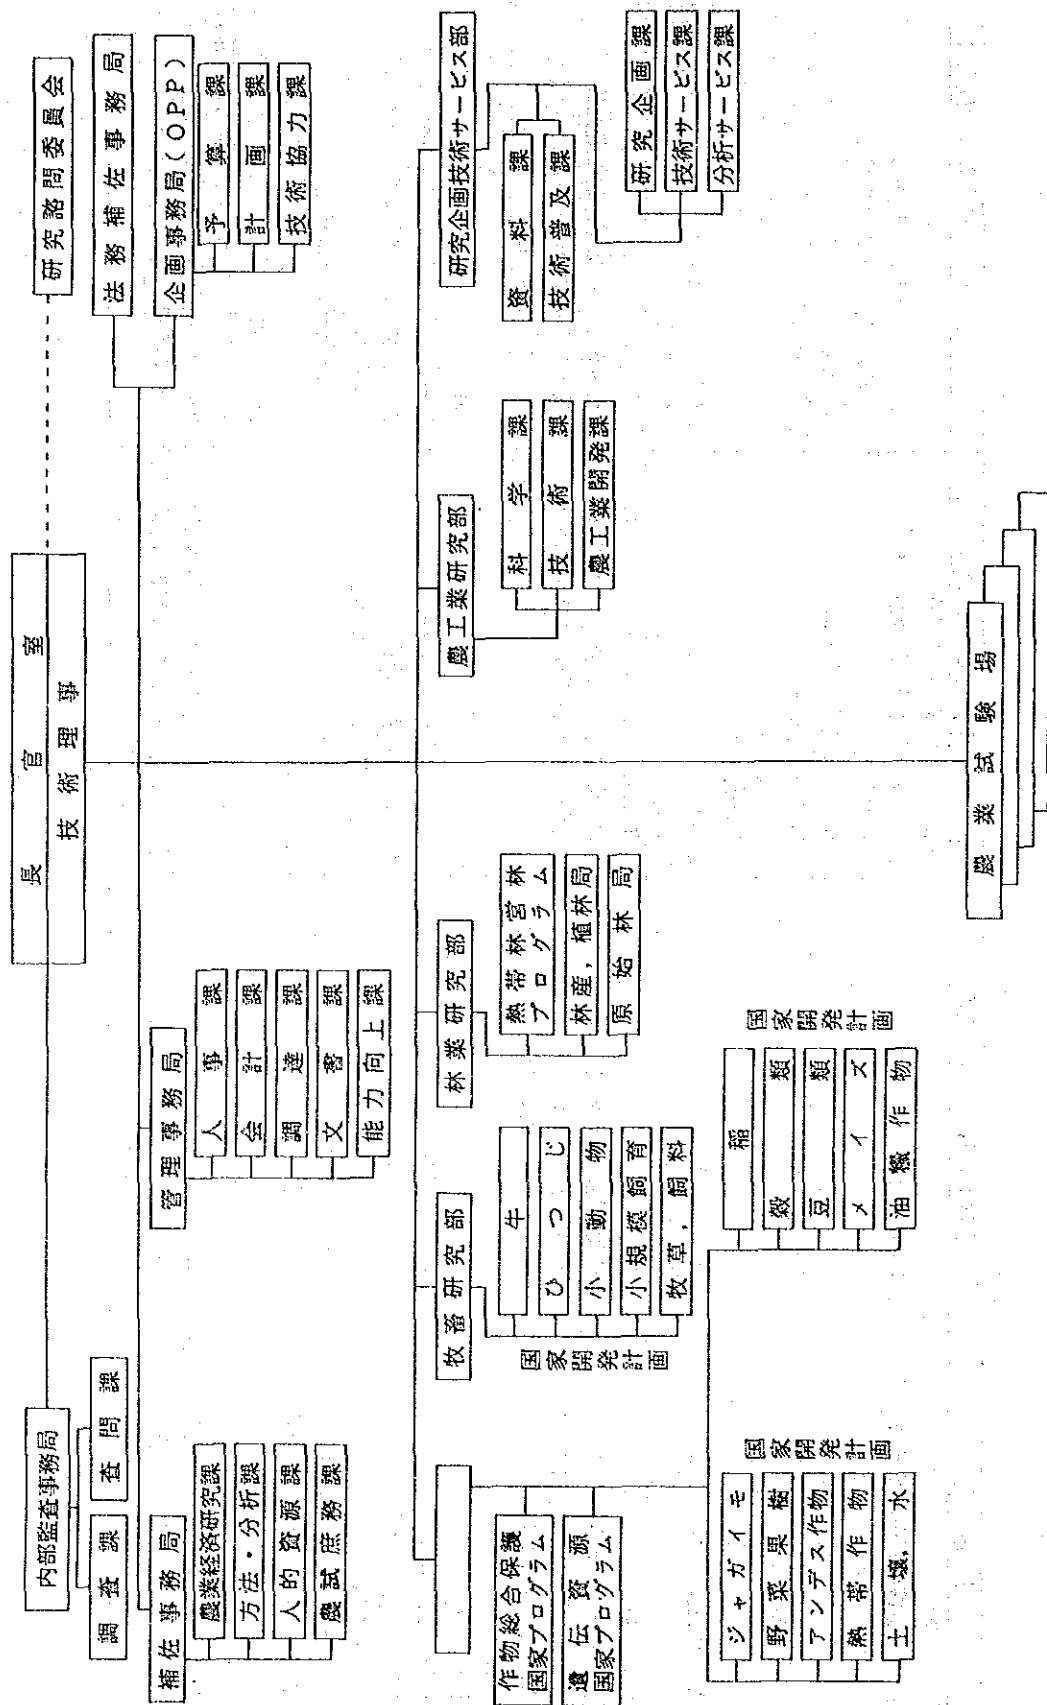 長官室
技術理事
研究諮問委員会
内部監査事務局
調査課
査問課
法務補佐事務局
企画事務局(OPP)
予算課
計画課
技術協力課
管理事務局
人事課
会計課
調達課
文書課
能力向上課
補佐事務局
農業経済研究課
方法・分析課
人的資源課
農試庶務課
作物総合保護
国家プログラム
遺伝資源
国家プログラム
国家開発計画
ジャガイモ
野菜果樹
アンデス作物
熱帯作物
土壌,水
国家開発計画
稲
穀類
豆類
メイズ
油糧作物
牧畜研究部
国家開発計画
牛
ひつじ
小動物
小規模飼育
牧草,飼料
林業研究部
熱帯林営林
プログラム
林産,植林局
原始林局
農工業研究部
科学課
技術課
農工業開発課
研究企画技術サービス部
資料課
技術普及課
研究企画課
技術サービス課
分析サービス課
農業試験場